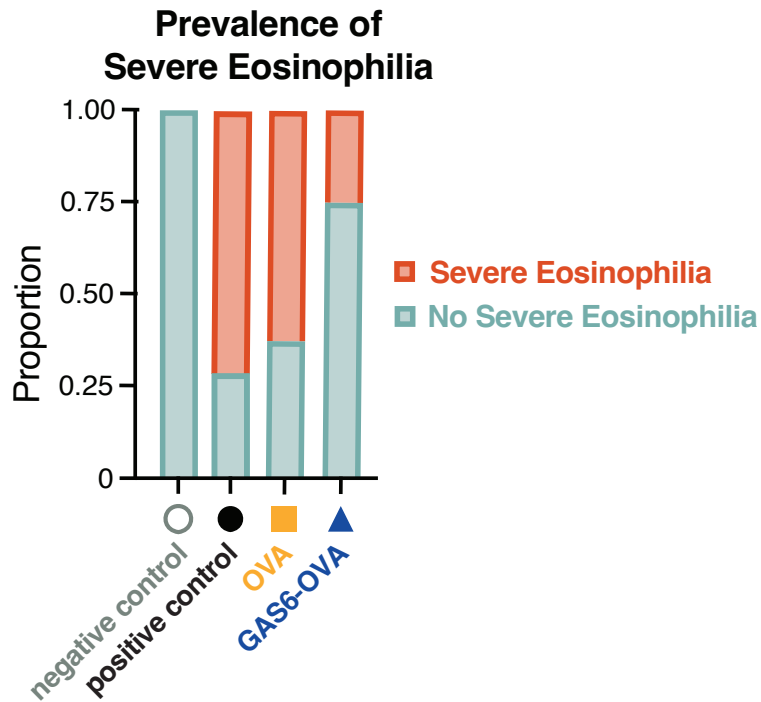 Prevalence of
Severe Eosinophilia
Proportion
1.00
0.75
0.50
0.25
0
Severe Eosinophilia
No Severe Eosinophilia
negative control
positive control
OVA
GAS6-OVA